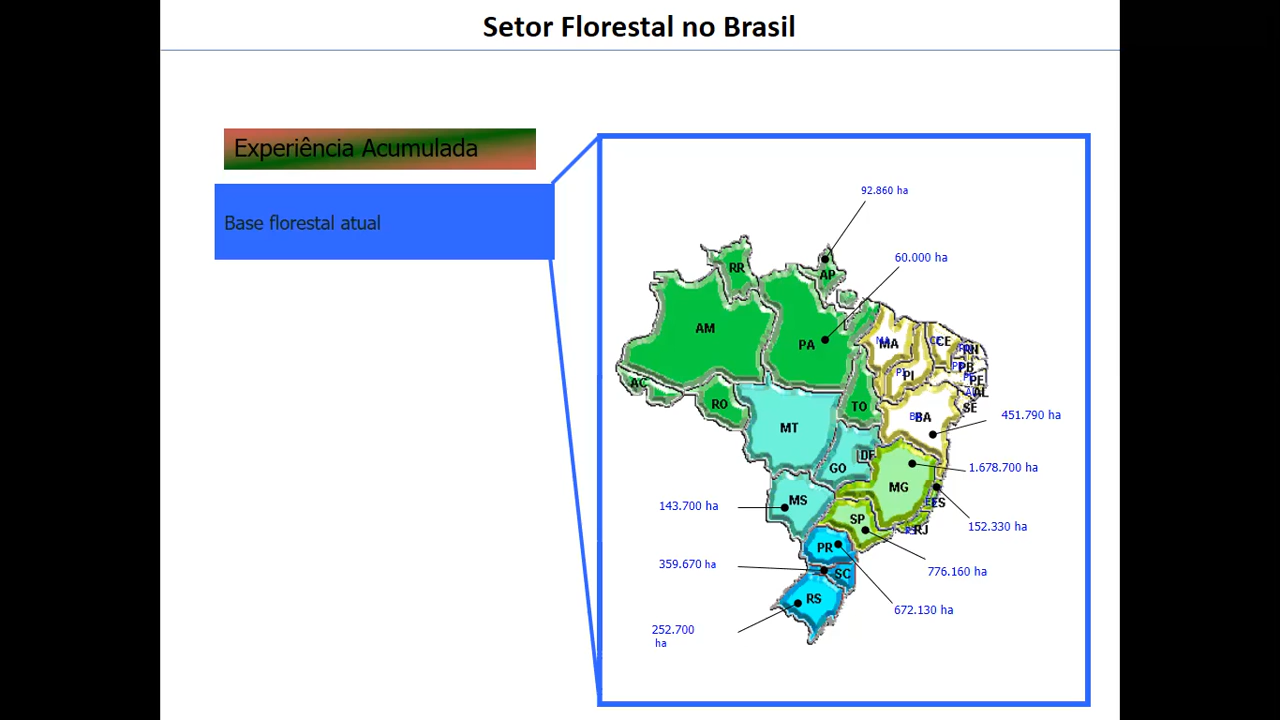 Setor Florestal no Brasil
Experiência Acumulada
Base florestal atual
92.860 ha
60.000 ha
RR
AP
AM
PA
MA
CE
RN
PB
PI
PE
AL
AC
RO
TO
SE
BA
451.790 ha
MT
DF
GO
1.678.700 ha
MG
MS
143.700 ha
ES
152.330 ha
SP
RJ
PR
359.670 ha
SC
776.160 ha
RS
672.130 ha
252.700
ha